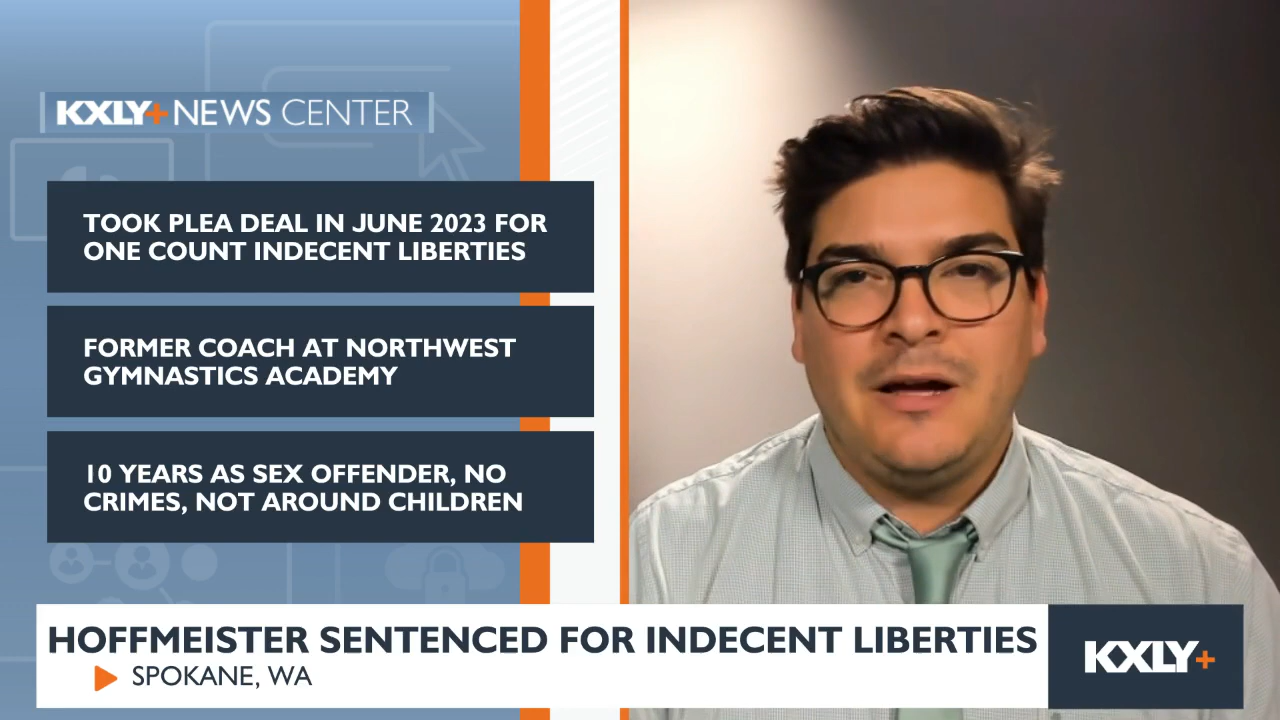 KXLY+ NEWS CENTER
TOOK PLEA DEAL IN JUNE 2023 FOR
ONE COUNT INDECENT LIBERTIES
FORMER COACH AT NORTHWEST
GYMNASTICS ACADEMY
10 YEARS AS SEX OFFENDER, NO
CRIMES, NOT AROUND CHILDREN
HOFFMEISTER SENTENCED FOR INDECENT LIBERTIES
SPOKANE, WA
KXLY+